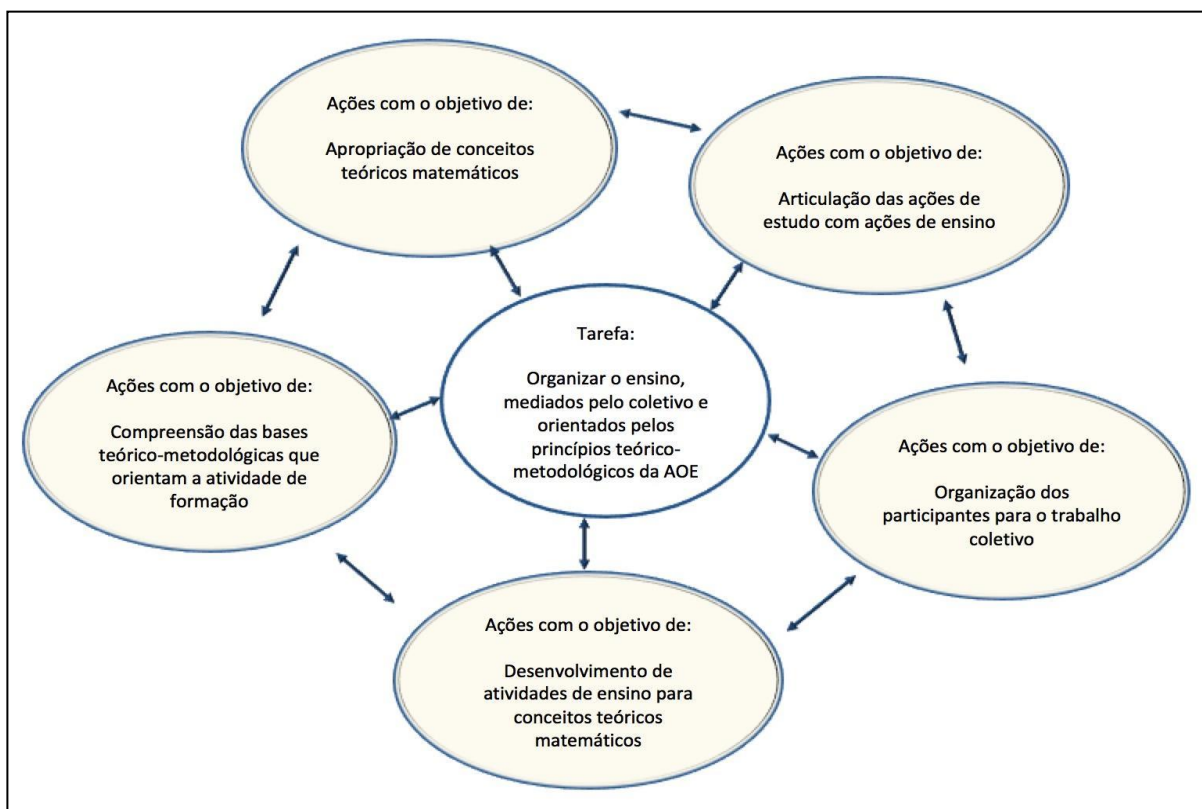 Ações com o objetivo de:
Apropriação de conceitos
teóricos matemáticos
Ações com o objetivo de:
Articulação das ações de
estudo com ações de ensino
Tarefa:
Organizar o ensino,
mediados pelo coletivo e
orientados pelos
princípios teórico-
metodológicos da AOE
Ações com o objetivo de:
Compreensão das bases
teórico-metodológicas que
orientam a atividade de
formação
Ações com o objetivo de:
Organização dos
participantes para o trabalho
coletivo
Ações com o objetivo de:
Desenvolvimento de
atividades de ensino para
conceitos teóricos
matemáticos